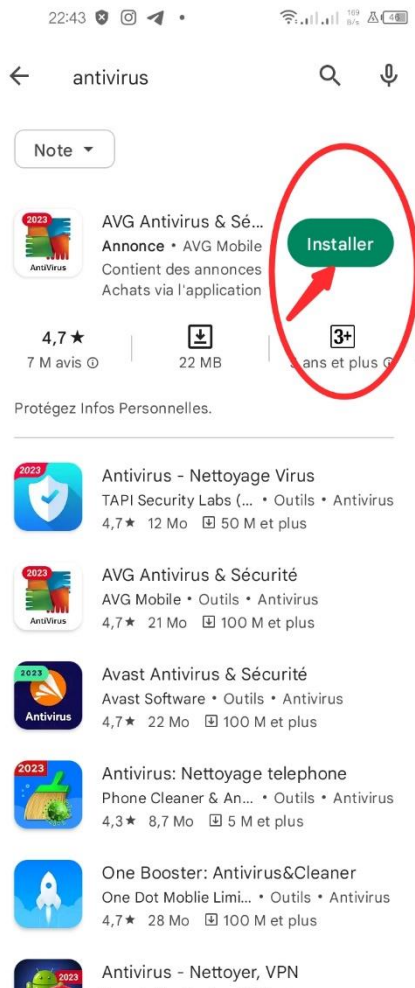 22:43
169
B/s
46
antivirus
Note
2023
AntiVirus
AVG Antivirus & Sé...
Annonce • AVG Mobile
Contient des annonces
Achats via l'application
Installer
4,7 ★
7 M avis
22 MB
3+
ans et plus
Protégez Infos Personnelles.
2023
Antivirus - Nettoyage Virus
TAPI Security Labs (... • Outils • Antivirus
4,7★ 12 Mo 50 M et plus
2023
AntiVirus
AVG Antivirus & Sécurité
AVG Mobile • Outils • Antivirus
4,7★ 21 Mo 100 M et plus
2023
Antivirus
Avast Antivirus & Sécurité
Avast Software • Outils • Antivirus
4,7★ 22 Mo 100 M et plus
2023
Antivirus: Nettoyage telephone
Phone Cleaner & An... • Outils • Antivirus
4,3★ 8,7 Mo 5 M et plus
One Booster: Antivirus&Cleaner
One Dot Moblie Limi... • Outils • Antivirus
4,7★ 28 Mo 100 M et plus
2023
Antivirus - Nettoyer, VPN